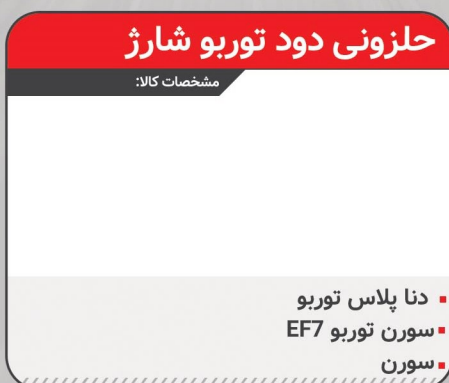 حلزونی دود توربو شارژ
مشخصات کالا:
دنا پلاس توربو
سورن توربو EF7
سورن